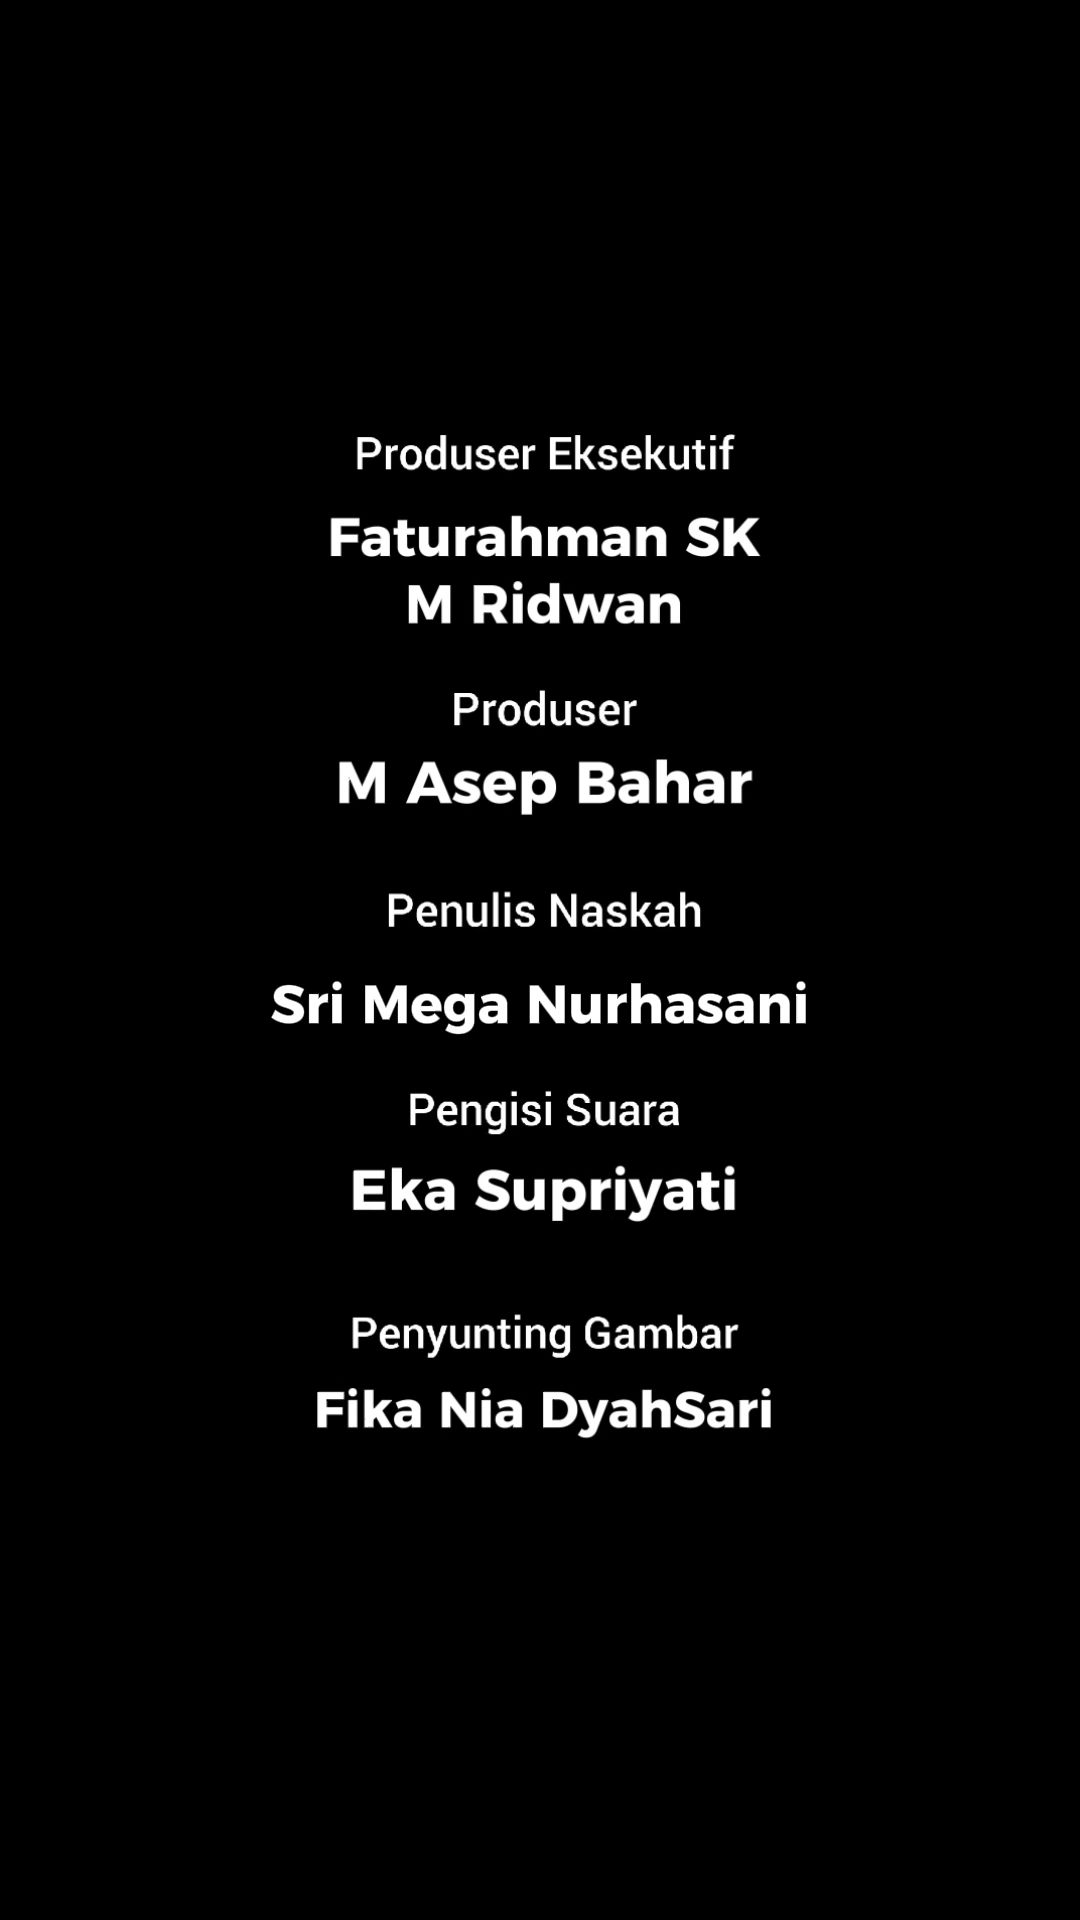 Produser Eksekutif
Faturahman SK
M Ridwan
Produser
M Asep Bahar
Penulis Naskah
Sri Mega Nurhasani
Pengisi Suara
Eka Supriyati
Penyunting Gambar
Fika Nia DyahSari